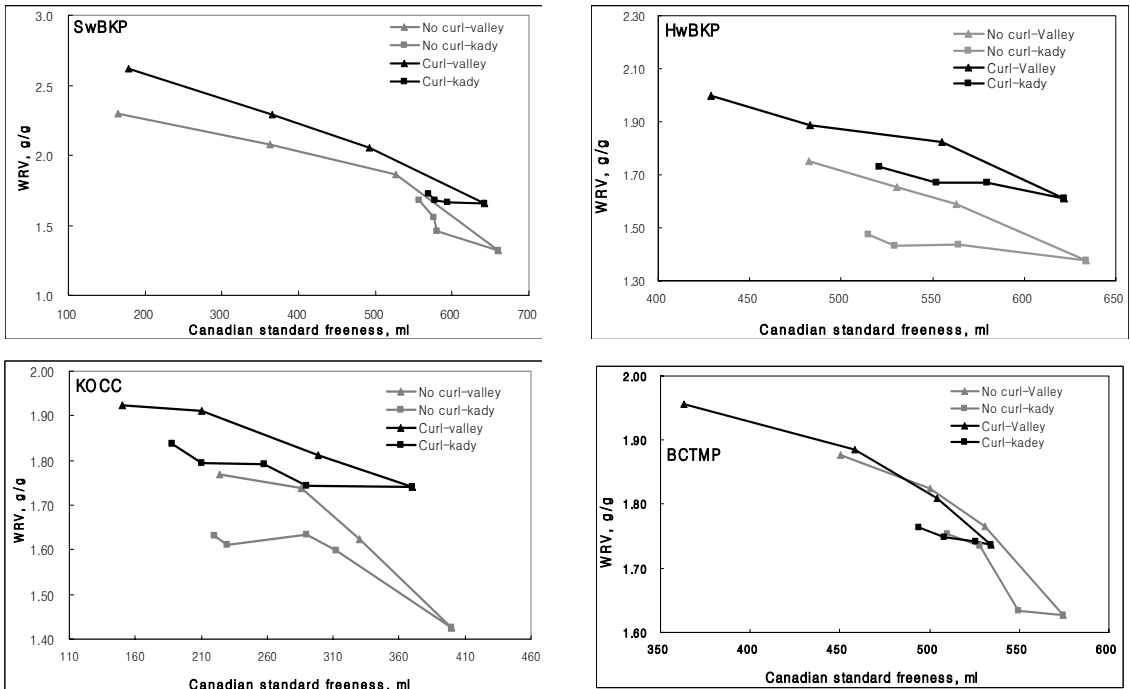 SwBKP
No curl-valley
No curl-kady
Curl-valley
Curl-kady
WRV, g/g
3.0
2.5
2.0
1.5
1.0
100 200 300 400 500 600 700
Canadian standard freeness, ml
HwBKP
No curl-Valley
No curl-kady
Curl-Valley
Curl-kady
WRV, g/g
2.30
2.10
1.90
1.70
1.50
1.30
400 450 500 550 600 650
Canadian standard freeness, ml
KOCC
No curl-valley
No curl-kady
Curl-valley
Curl-kady
WRV, g/g
2.00
1.90
1.80
1.70
1.60
1.50
1.40
110 160 210 260 310 360 410 460
Canadian standard freeness, ml
BCTMP
No curl-Valley
No curl-kady
Curl-Valley
Curl-kadey
WRV, g/g
2.00
1.90
1.80
1.70
1.60
350 400 450 500 550 600
Canadian standard freeness, ml